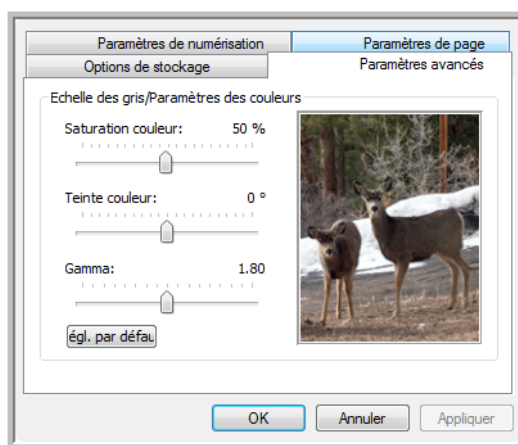 Paramètres de numérisation
Paramètres de page
Options de stockage
Paramètres avancés
Echelle des gris/Paramètres des couleurs
Saturation couleur: 50 %
Teinte couleur: 0 °
Gamma: 1.80
égl. par défau
OK
Annuler
Appliquer